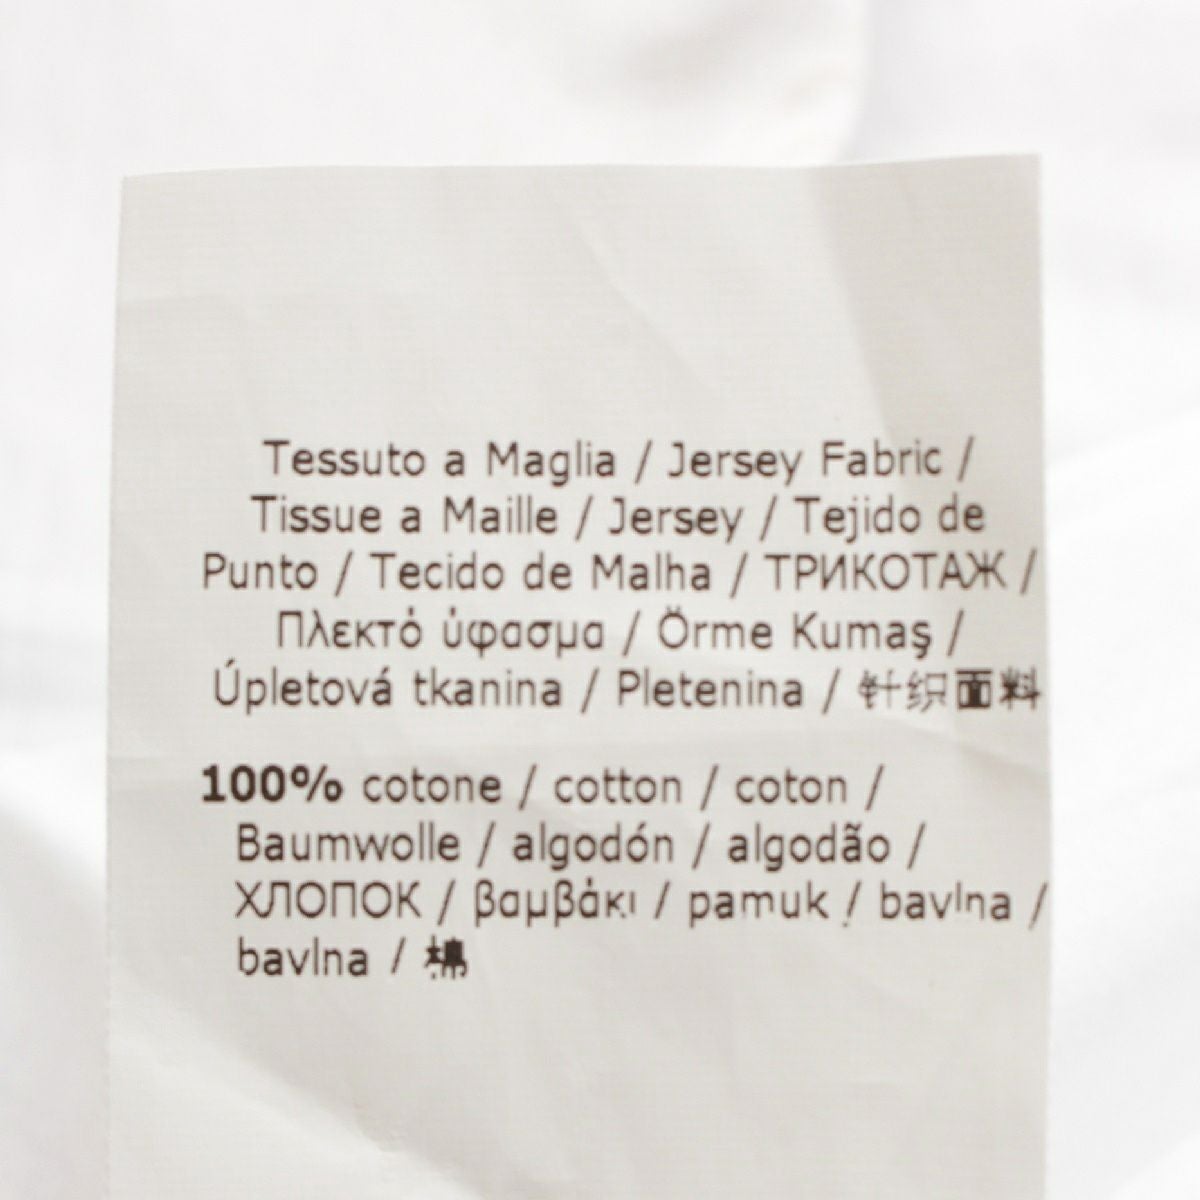 Tessuto a Maglia / Jersey Fabric /
Tissue a Maille / Jersey / Tejido de
Punto / Tecido de Malha / ТРИКОТАЖ /
Πλεκτό ύφασμα / Örme Kumaş /
Úpletová tkanina / Pletenina / 针织面料
100% cotone / cotton / coton /
Baumwolle / algodón / algodão /
ХЛОПОК / βαμβάκι / pamuk / bavlna /
bavlna / 棉